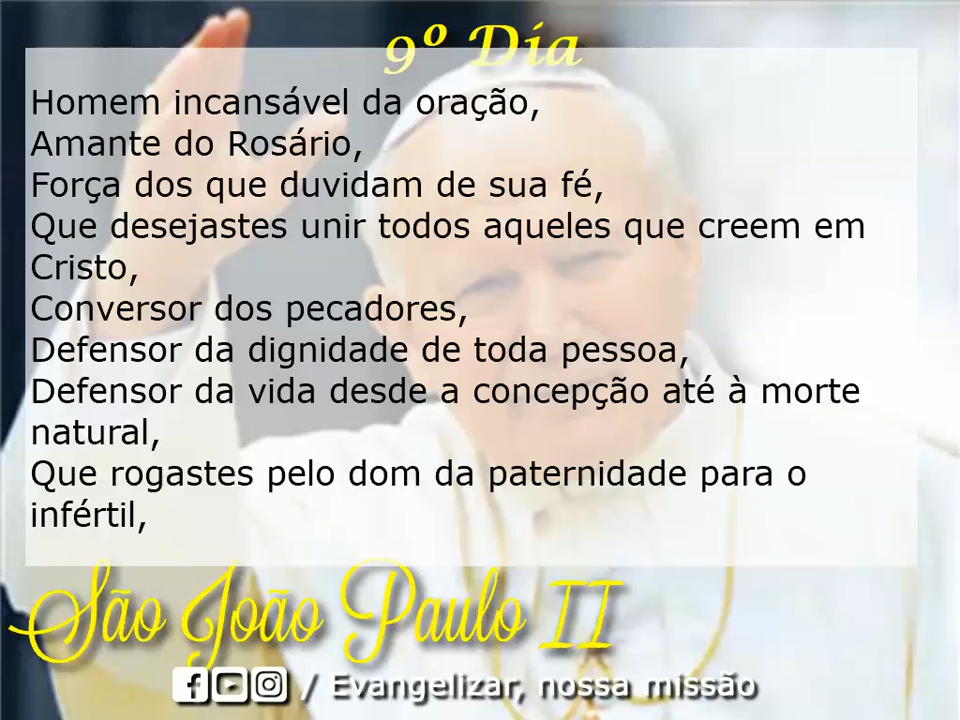 9º Dia
Homem incansável da oração,
Amante do Rosário,
Força dos que duvidam de sua fé,
Que desejastes unir todos aqueles que creem em
Cristo,
Conversor dos pecadores,
Defensor da dignidade de toda pessoa,
Defensor da vida desde a concepção até à morte
natural,
Que rogastes pelo dom da paternidade para o
infértil,
São João Paulo II
/ Evangelizar, nossa missão